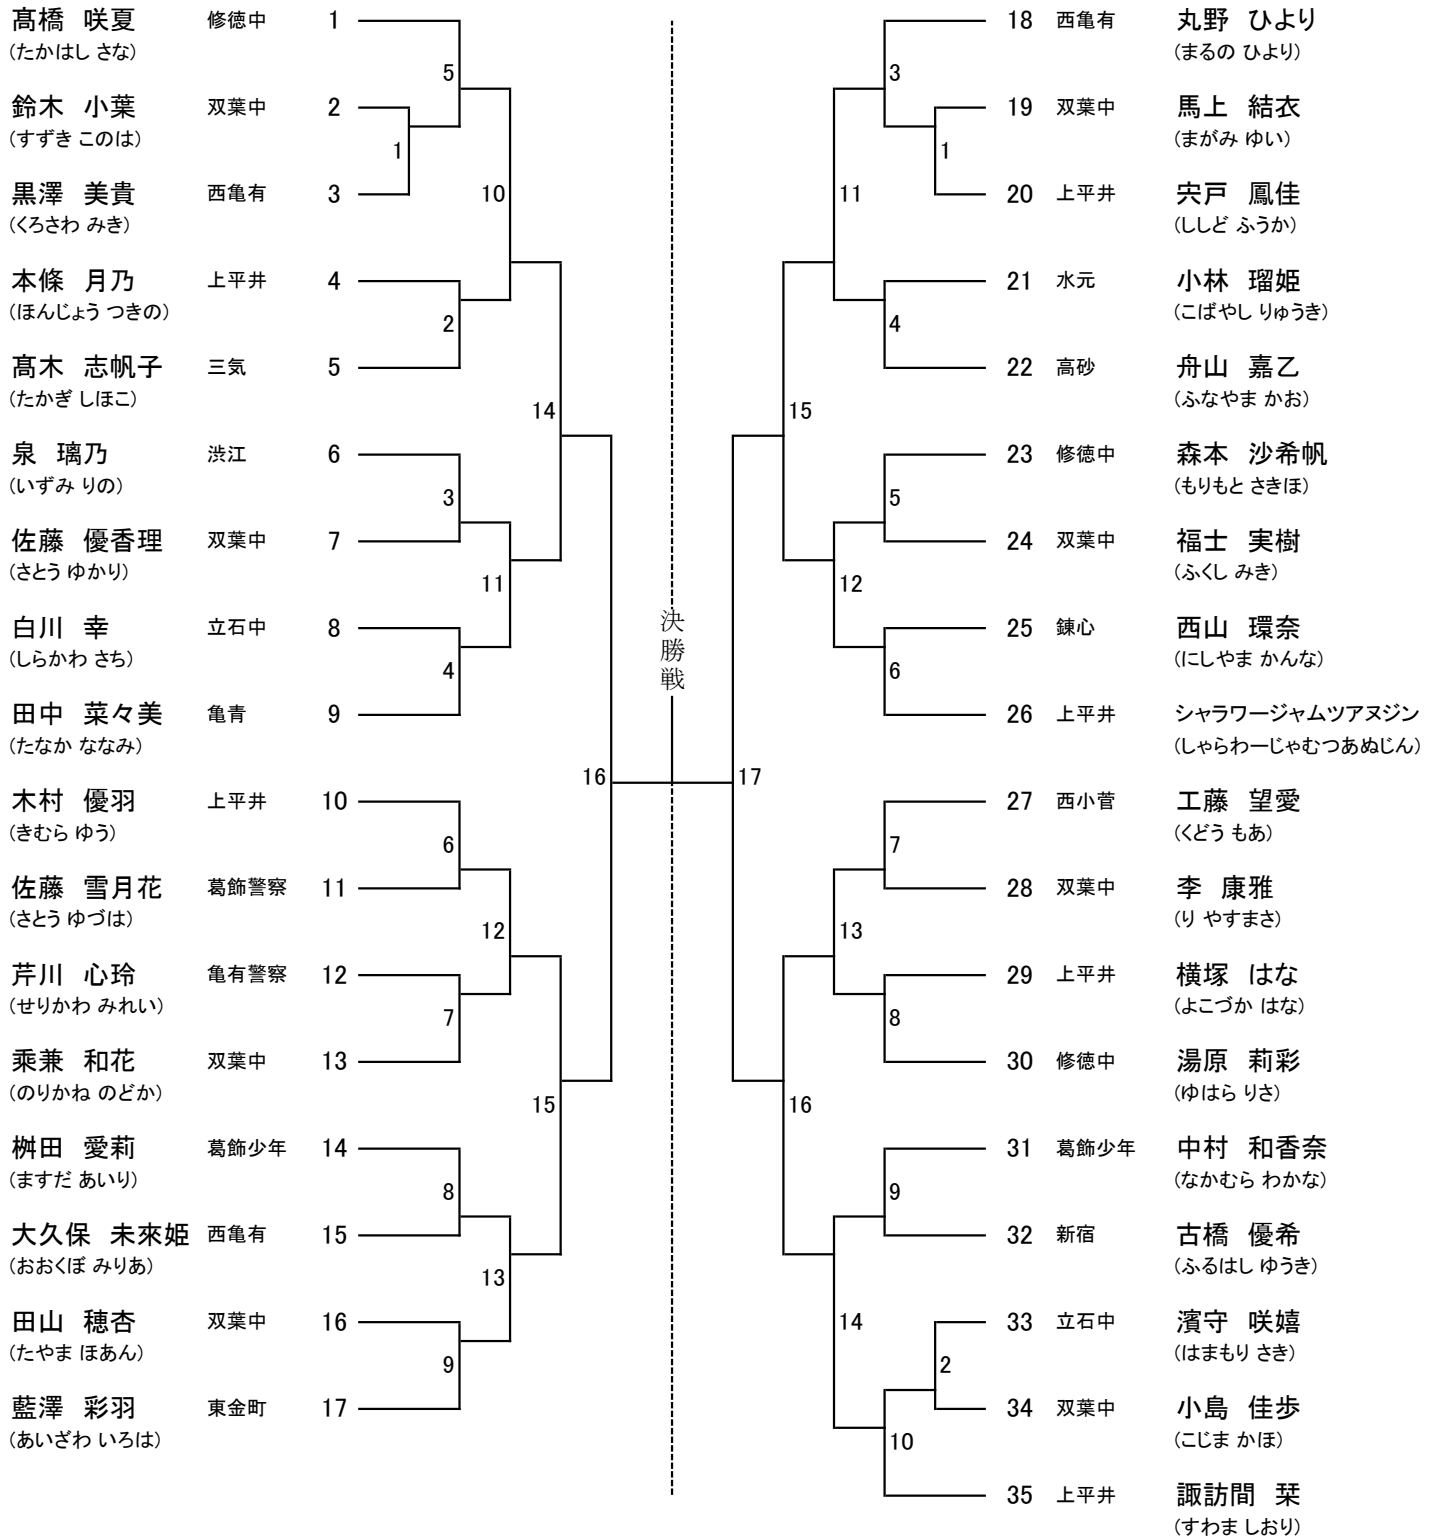 髙橋 咲夏 修徳中 1
(たかはし さな)
5
鈴木 小葉 双葉中 2
(すずき このは)
1
黒澤 美貴 西亀有 3
(くろさわ みき)
10
本條 月乃 上平井 4
(ほんじょう つきの)
2
髙木 志帆子 三気 5
(たかぎ しほこ)
14
泉 璃乃 渋江 6
(いずみ りの)
3
佐藤 優香理 双葉中 7
(さとう ゆかり)
11
白川 幸 立石中 8
(しらかわ さち)
4
田中 菜々美 亀青 9
(たなか ななみ)
16
木村 優羽 上平井 10
(きむら ゆう)
6
佐藤 雪月花 葛飾警察 11
(さとう ゆづは)
12
芹川 心玲 亀有警察 12
(せりかわ みれい)
7
乘兼 和花 双葉中 13
(のりかね のどか)
15
桝田 愛莉 葛飾少年 14
(ますだ あいり)
8
大久保 未來姫 西亀有 15
(おおくぼ みりあ)
13
田山 穂杏 双葉中 16
(たやま ほあん)
9
藍澤 彩羽 東金町 17
(あいざわ いろは)
決勝戦
18 西亀有 丸野 ひより
(まるの ひより)
3
19 双葉中 馬上 結衣
(まがみ ゆい)
1
20 上平井 宍戸 鳳佳
(ししど ふうか)
11
21 水元 小林 瑠姫
(こばやし りゅうき)
4
22 高砂 舟山 嘉乙
(ふなやま かお)
15
23 修徳中 森本 沙希帆
(もりもと さきほ)
5
24 双葉中 福士 実樹
(ふくし みき)
12
25 錬心 西山 環奈
(にしやま かんな)
6
26 上平井 シャラワージャムツアヌジン
(しゃらわーじゃむつあぬじん)
17
27 西小菅 工藤 望愛
(くどう もあ)
7
28 双葉中 李 康雅
(り やすまさ)
13
29 上平井 横塚 はな
(よこづか はな)
8
30 修徳中 湯原 莉彩
(ゆはら りさ)
16
31 葛飾少年 中村 和香奈
(なかむら わかな)
9
32 新宿 古橋 優希
(ふるはし ゆうき)
14
33 立石中 濱守 咲嬉
(はまもり さき)
2
34 双葉中 小島 佳歩
(こじま かほ)
10
35 上平井 諏訪間 栞
(すわま しおり)